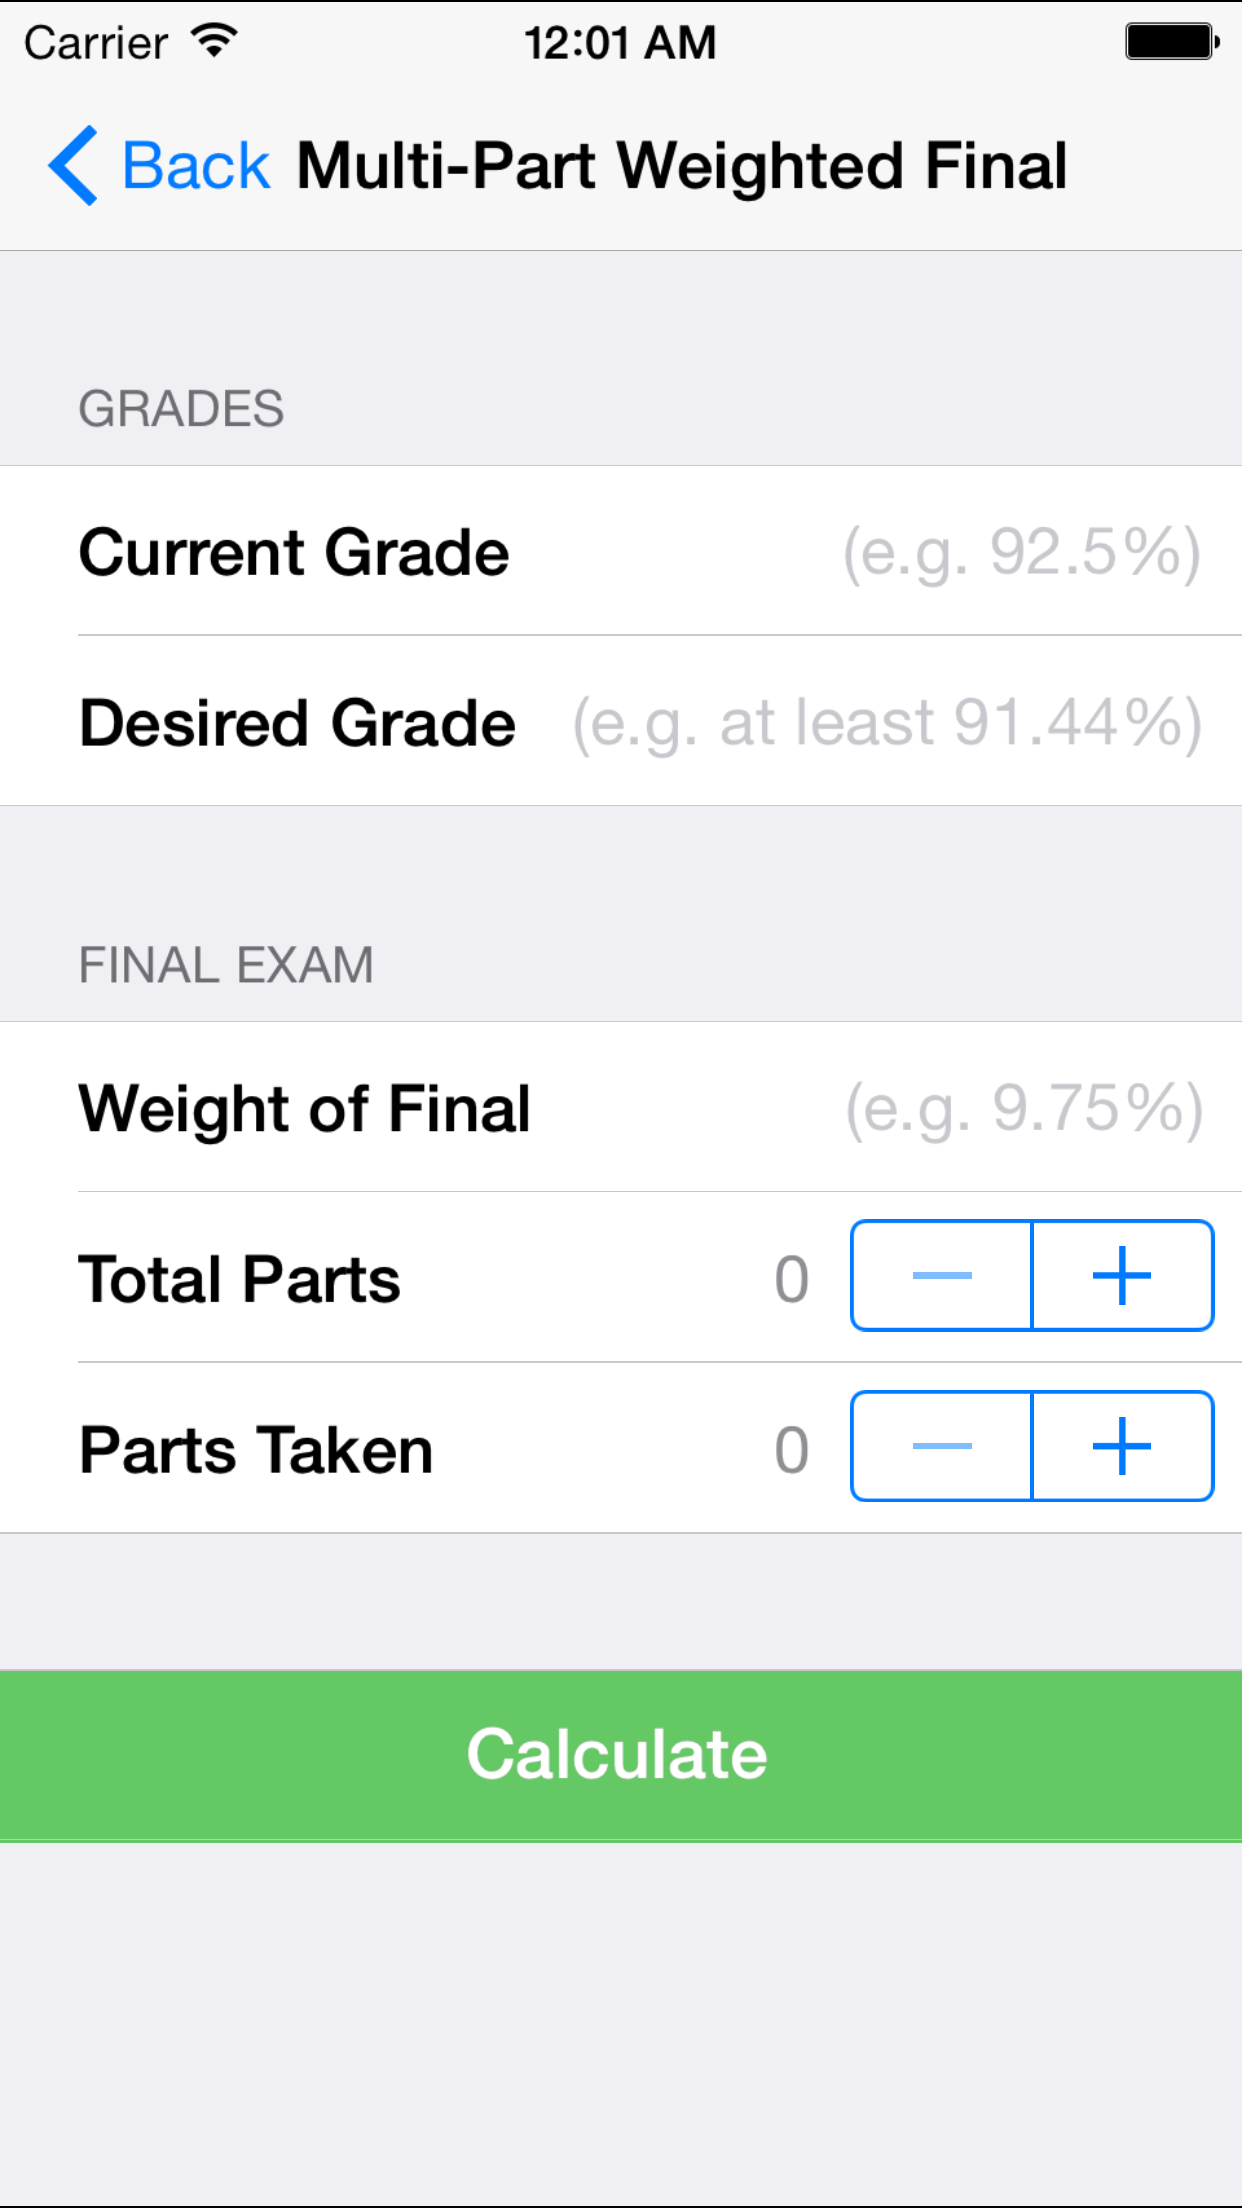 Carrier 12:01 AM
Back Multi-Part Weighted Final
GRADES
Current Grade (e.g. 92.5%)
Desired Grade (e.g. at least 91.44%)
FINAL EXAM
Weight of Final (e.g. 9.75%)
Total Parts 0 − +
Parts Taken 0 − +
Calculate